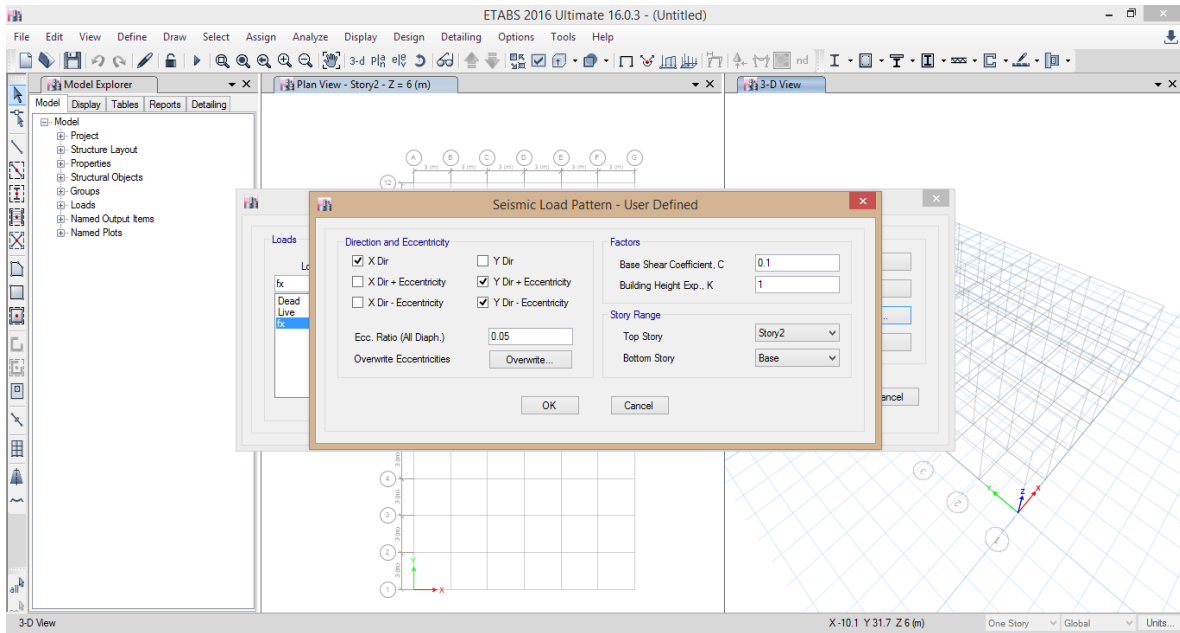 ETABS 2016 Ultimate 16.0.3 - (Untitled)
File Edit View Define Draw Select Assign Analyze Display Design Detailing Options Tools Help
3-d
nd
Model Explorer
Plan View - Story2 - Z = 6 (m)
3-D View
Model Display Tables Reports Detailing
Model
Project
Structure Layout
Properties
Structural Objects
Groups
Loads
Named Output Items
Named Plots
A B C D E F G
3 (m) 3 (m) 3 (m) 3 (m) 3 (m) 3 (m)
12
Loads
Lo
fx
Dead
Live
fx
Seismic Load Pattern - User Defined
Direction and Eccentricity
X Dir
Y Dir
X Dir + Eccentricity
Y Dir + Eccentricity
X Dir - Eccentricity
Y Dir - Eccentricity
Ecc. Ratio (All Diaph.) 0.05
Overwrite Eccentricities Overwrite...
Factors
Base Shear Coefficient, C 0.1
Building Height Exp., K 1
Story Range
Top Story Story2
Bottom Story Base
OK Cancel
...
ancel
3 (m)
4
3 (m)
3
3 (m)
2
3 (m)
1
Y
X
3
2
1
Y
Z
X
all
3-D View
X -10.1 Y 31.7 Z 6 (m)
One Story
Global
Units...